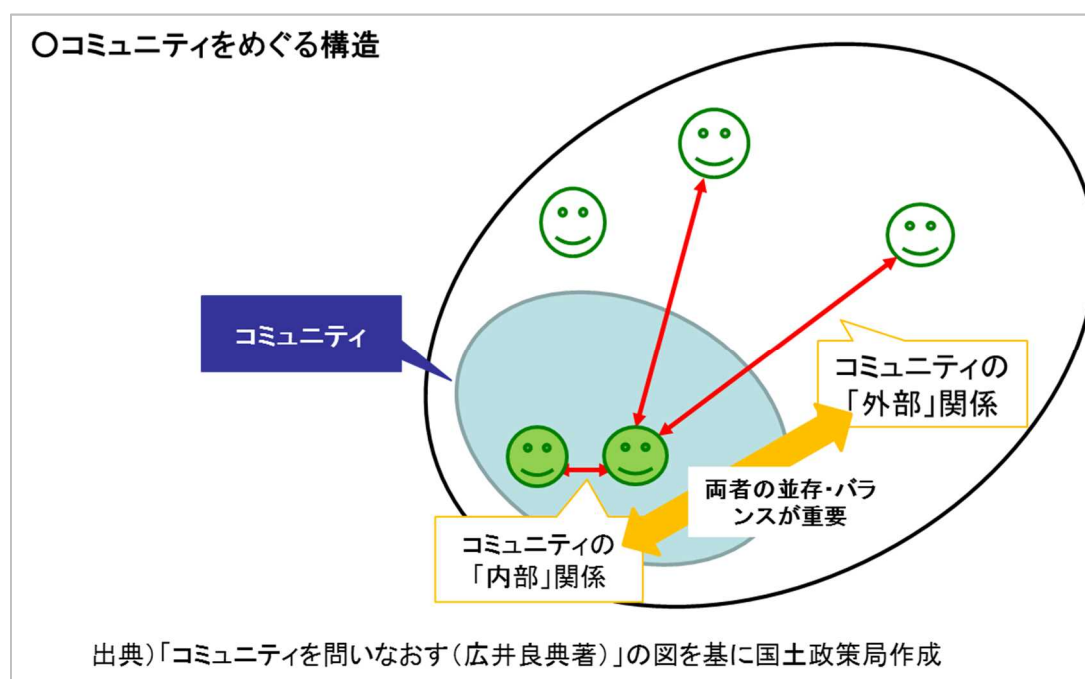 〇コミュニティをめぐる構造
コミュニティ
コミュニティの
「外部」関係
両者の並存・バラ
ンスが重要
コミュニティの
「内部」関係
出典)「コミュニティを問いなおす(広井良典著)」の図を基に国土政策局作成